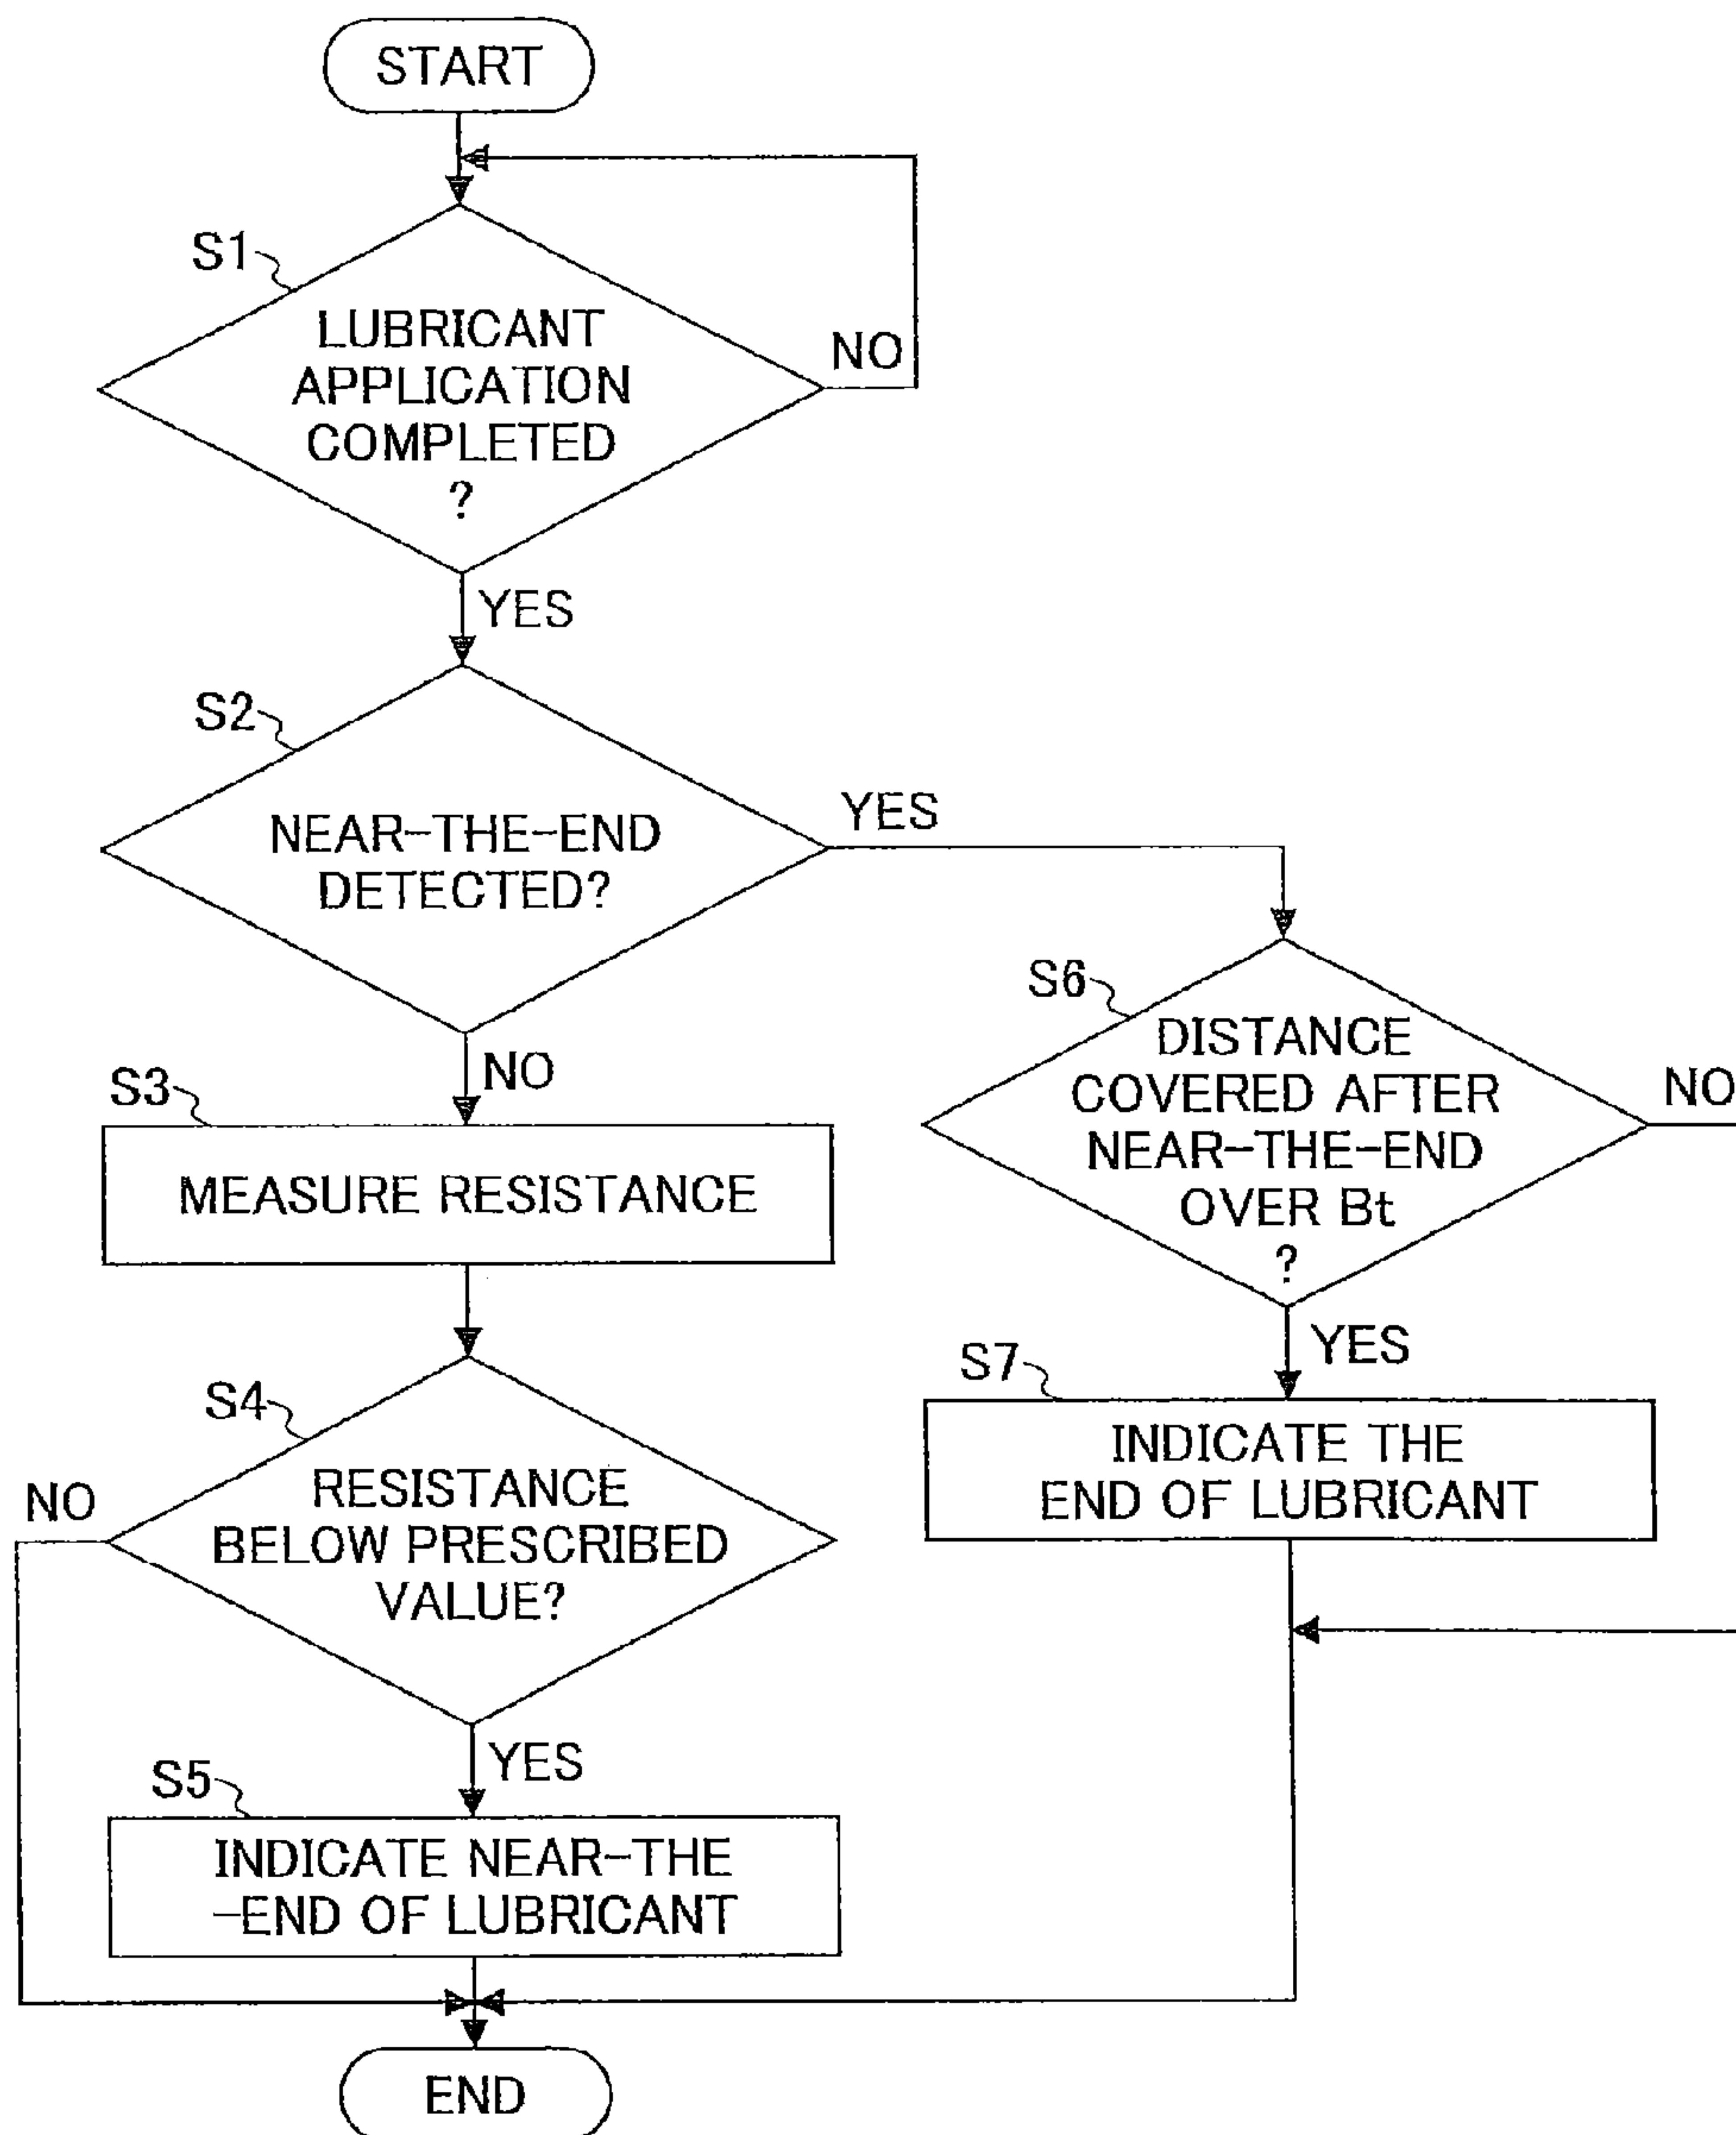 START
S1
LUBRICANT
APPLICATION
COMPLETED
?
NO
YES
S2
NEAR-THE-END
DETECTED?
YES
NO
S3
MEASURE RESISTANCE
S4
RESISTANCE
BELOW PRESCRIBED
VALUE?
NO
YES
S5
INDICATE NEAR-THE
-END OF LUBRICANT
S6
DISTANCE
COVERED AFTER
NEAR-THE-END
OVER Bt
?
NO
YES
S7
INDICATE THE
END OF LUBRICANT
END